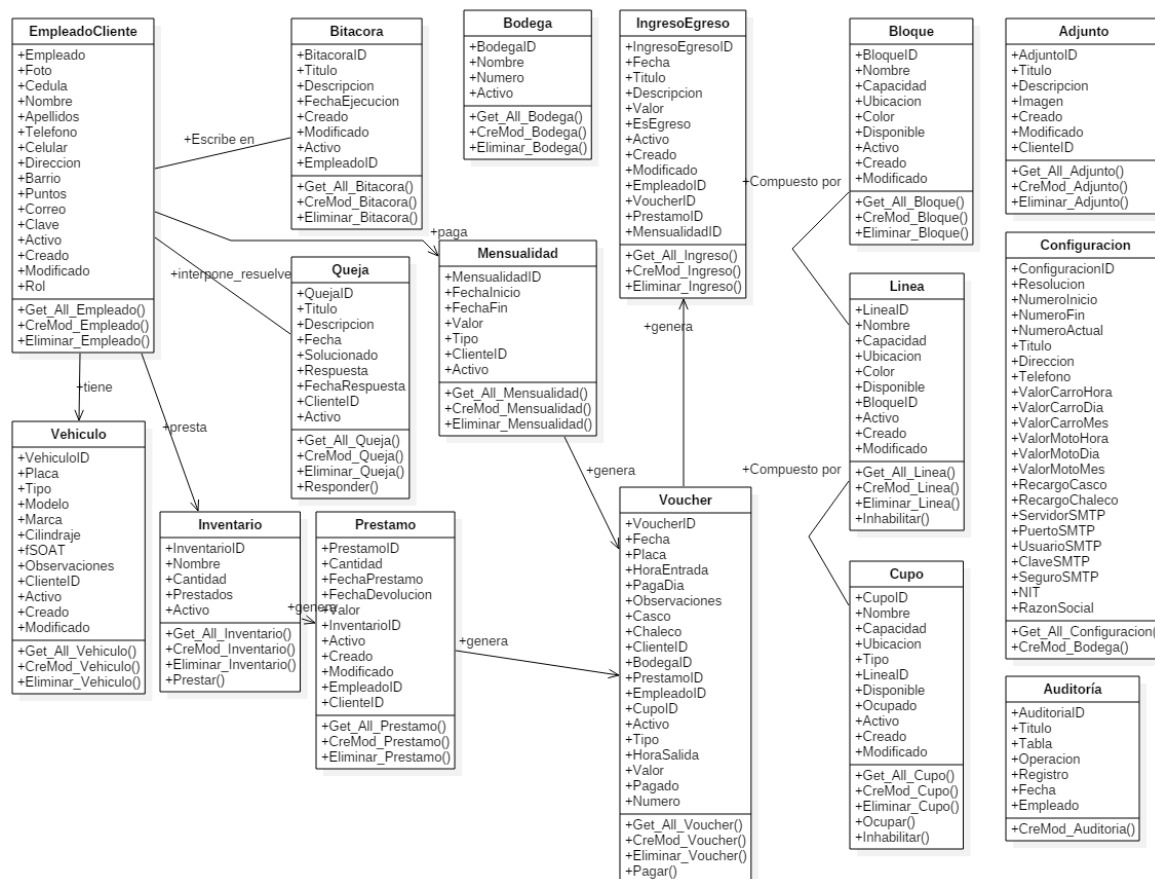 EmpleadoCliente
+Empleado
+Foto
+Cedula
+Nombre
+Apellidos
+Telefono
+Celular
+Direccion
+Barrio
+Puntos
+Correo
+Clave
+Activo
+Creado
+Modificado
+Rol
+Get_All_Empleado()
+CreMod_Empleado()
+Eliminar_Empleado()
+tiene
+presta
Vehiculo
+VehiculoID
+Placa
+Tipo
+Modelo
+Marca
+Cilindraje
+fSOAT
+Observaciones
+ClienteID
+Activo
+Creado
+Modificado
+Get_All_Vehiculo()
+CreMod_Vehiculo()
+Eliminar_Vehiculo()
+Escribe en
Bitacora
+BitacoraID
+Titulo
+Descripcion
+FechaEjecucion
+Creado
+Modificado
+Activo
+EmpleadoID
+Get_All_Bitacora()
+CreMod_Bitacora()
+Eliminar_Bitacora()
+paga
+interpone_resuelve
Queja
+QuejaID
+Titulo
+Descripcion
+Fecha
+Solucionado
+Respuesta
+FechaRespuesta
+ClienteID
+Activo
+Get_All_Queja()
+CreMod_Queja()
+Eliminar_Queja()
+Responder()
Inventario
+InventarioID
+Nombre
+Cantidad
+Prestados
+Activo
+Get_All_Inventario()
+CreMod_Inventario()
+Eliminar_Inventario()
+Prestar()
+genera
Prestamo
+PrestamoID
+Cantidad
+FechaPrestamo
+FechaDevolucion
+Valor
+InventarioID
+Activo
+Creado
+Modificado
+EmpleadoID
+ClienteID
+Get_All_Prestamo()
+CreMod_Prestamo()
+Eliminar_Prestamo()
+genera
Bodega
+BodegaID
+Nombre
+Numero
+Activo
+Get_All_Bodega()
+CreMod_Bodega()
+Eliminar_Bodega()
Mensualidad
+MensualidadID
+FechaInicio
+FechaFin
+Valor
+Tipo
+ClienteID
+Activo
+Get_All_Mensualidad()
+CreMod_Mensualidad()
+Eliminar_Mensualidad()
+genera
IngresoEgreso
+IngresoEgresoID
+Fecha
+Titulo
+Descripcion
+Valor
+EsEgreso
+Activo
+Creado
+Modificado
+EmpleadoID
+VoucherID
+PrestamoID
+MensualidadID
+Get_All_Ingreso()
+CreMod_Ingreso()
+Eliminar_Ingreso()
+genera
Voucher
+VoucherID
+Fecha
+Placa
+HoraEntrada
+PagaDia
+Observaciones
+Casco
+Chaleco
+ClienteID
+BodegaID
+PrestamoID
+EmpleadoID
+CupoID
+Activo
+Tipo
+HoraSalida
+Valor
+Pagado
+Numero
+Get_All_Voucher()
+CreMod_Voucher()
+Eliminar_Voucher()
+Pagar()
Bloque
+BloqueID
+Nombre
+Capacidad
+Ubicacion
+Color
+Disponible
+Activo
+Creado
+Modificado
+Get_All_Bloque()
+CreMod_Bloque()
+Eliminar_Bloque()
+Compuesto por
Linea
+LineaID
+Nombre
+Capacidad
+Ubicacion
+Color
+Disponible
+BloqueID
+Activo
+Creado
+Modificado
+Get_All_Linea()
+CreMod_Linea()
+Eliminar_Linea()
+Inhabilitar()
+Compuesto por
Cupo
+CupoID
+Nombre
+Capacidad
+Ubicacion
+Tipo
+LineaID
+Disponible
+Ocupado
+Activo
+Creado
+Modificado
+Get_All_Cupo()
+CreMod_Cupo()
+Eliminar_Cupo()
+Ocupar()
+Inhabilitar()
Adjunto
+AdjuntoID
+Titulo
+Descripcion
+Imagen
+Creado
+Modificado
+ClienteID
+Get_All_Adjunto()
+CreMod_Adjunto()
+Eliminar_Adjunto()
Configuracion
+ConfiguracionID
+Resolucion
+NumeroInicio
+NumeroFin
+NumeroActual
+Titulo
+Direccion
+Telefono
+ValorCarroHora
+ValorCarroDia
+ValorCarroMes
+ValorMotoHora
+ValorMotoDia
+ValorMotoMes
+RecargoCasco
+RecargoChaleco
+ServidorSMTP
+PuertoSMTP
+UsuarioSMTP
+ClaveSMTP
+SeguroSMTP
+NIT
+RazonSocial
+Get_All_Configuracion(
+CreMod_Bodega()
Auditoría
+AuditoriaID
+Titulo
+Tabla
+Operacion
+Registro
+Fecha
+Empleado
+CreMod_Auditoria()